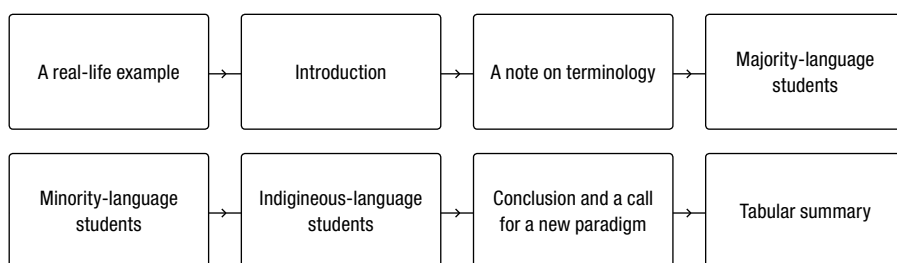 A real-life example
Introduction
A note on terminology
Majority-language
students
Minority-language
students
Indigineous-language
students
Conclusion and a call
for a new paradigm
Tabular summary